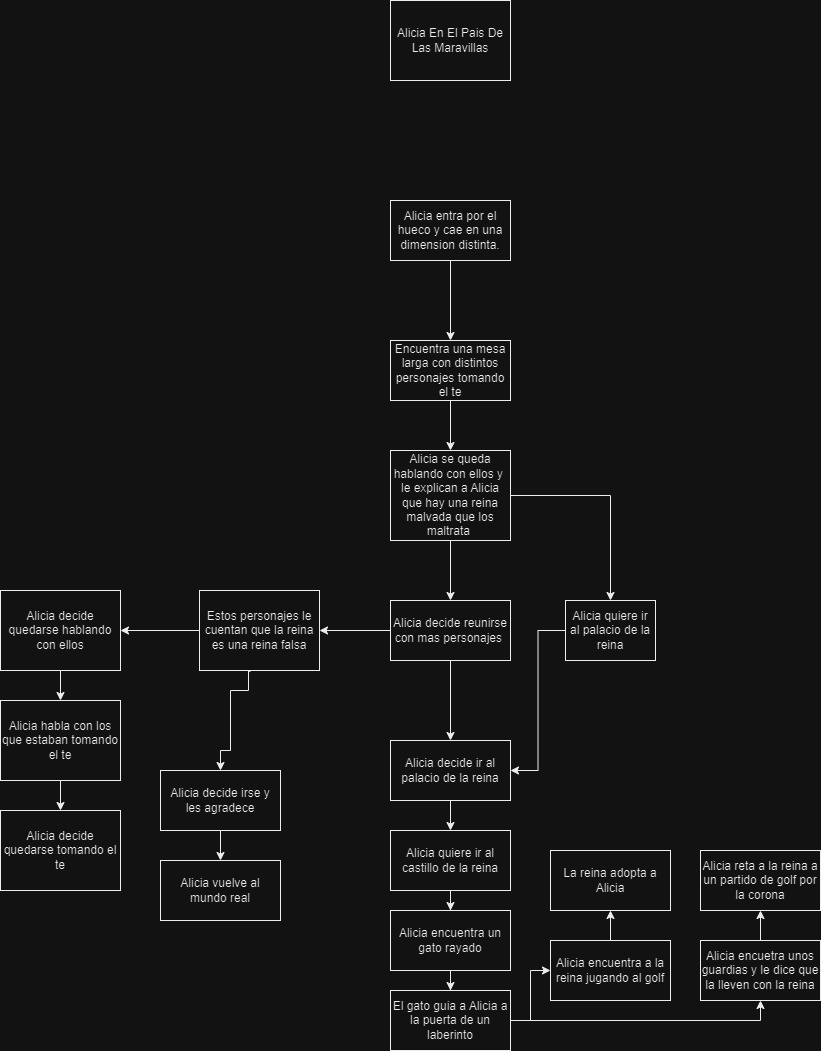 Alicia En El Pais De
Las Maravillas
Alicia entra por el
hueco y cae en una
dimension distinta.
Encuentra una mesa
larga con distintos
personajes tomando
el te
Alicia se queda
hablando con ellos y
le explican a Alicia
que hay una reina
malvada que los
maltrata
Alicia decide
quedarse hablando
con ellos
Estos personajes le
cuentan que la reina
es una reina falsa
Alicia decide reunirse
con mas personajes
Alicia quiere ir
al palacio de la
reina
Alicia habla con los
que estaban tomando
el te
Alicia decide irse y
les agradece
Alicia decide ir al
palacio de la reina
Alicia decide
quedarse tomando el
te
Alicia vuelve al
mundo real
Alicia quiere ir al
castillo de la reina
La reina adopta a
Alicia
Alicia reta a la reina a
un partido de golf por
la corona
Alicia encuentra un
gato rayado
Alicia encuentra a la
reina jugando al golf
Alicia encuetra unos
guardias y le dice que
la lleven con la reina
El gato guia a Alicia a
la puerta de un
laberinto